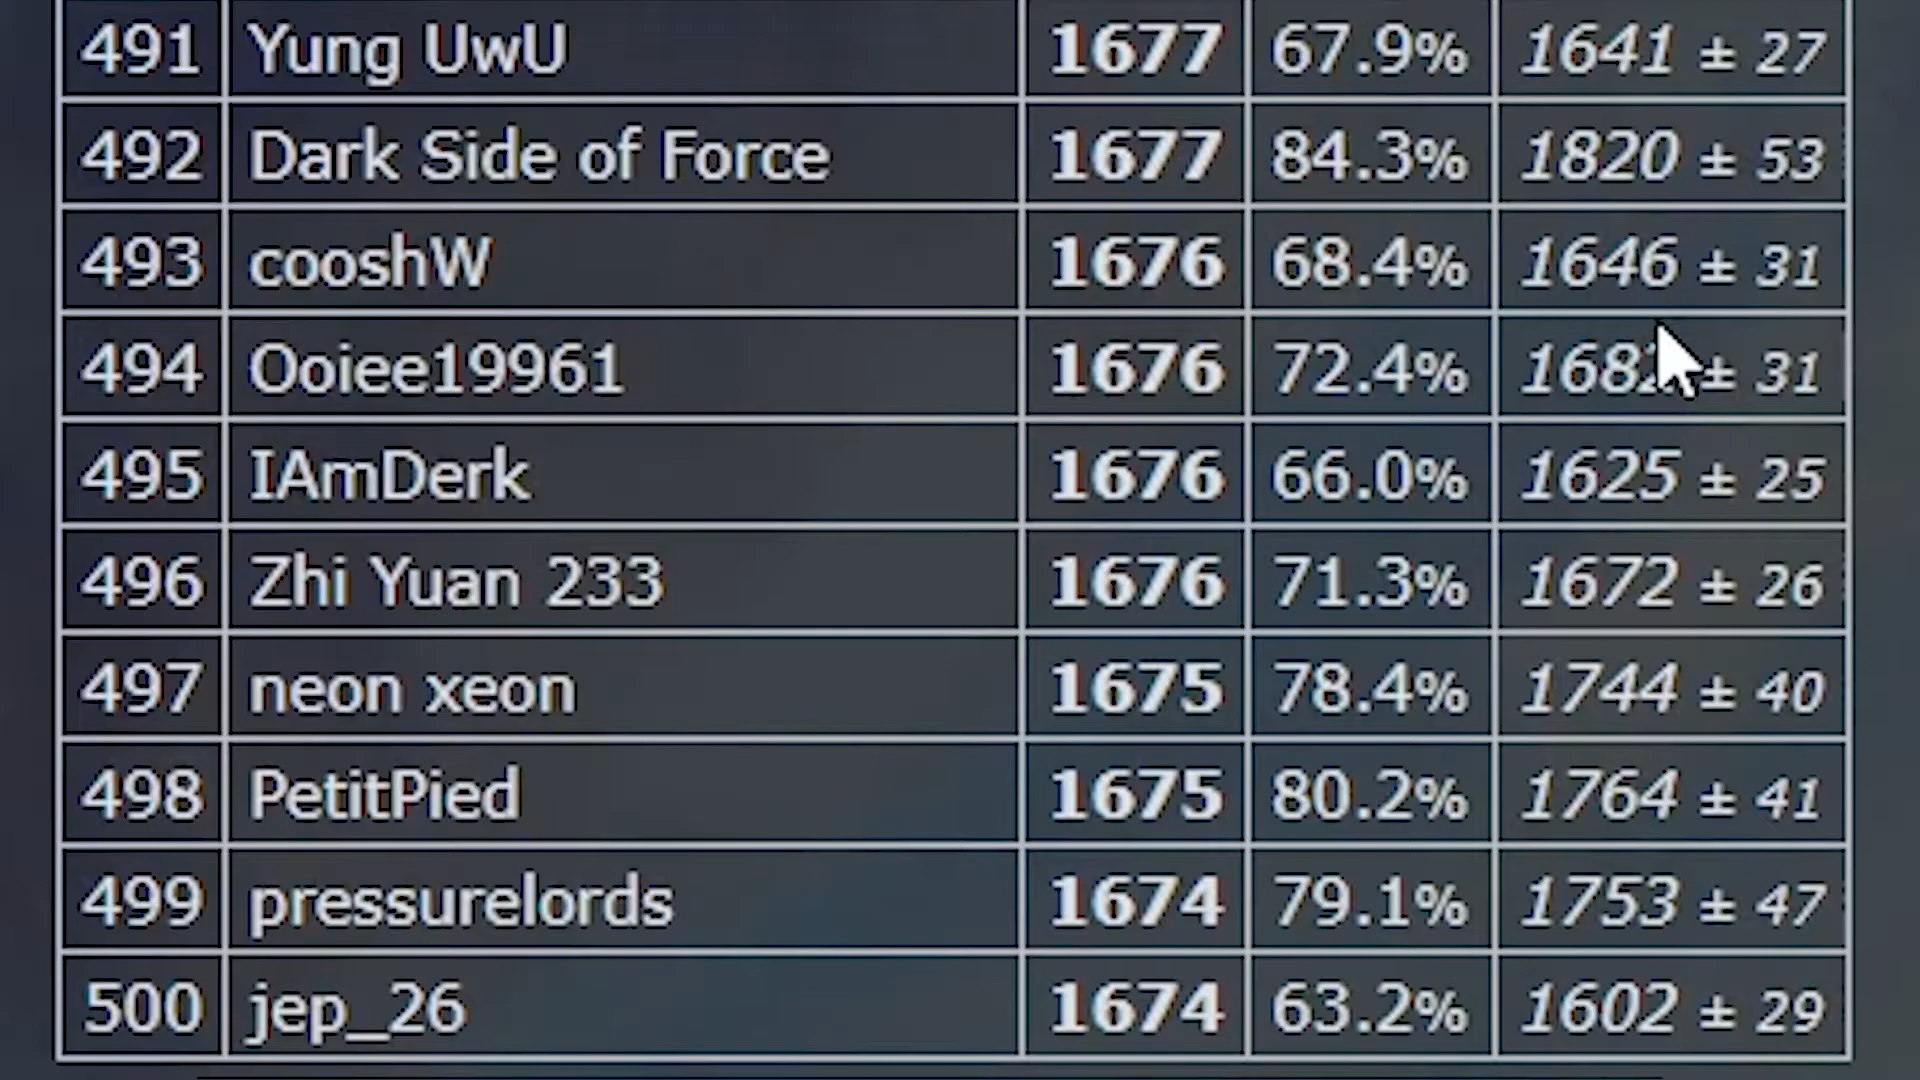 491 Yung UwU 1677 67.9% 1641 ± 27
492 Dark Side of Force 1677 84.3% 1820 ± 53
493 cooshW 1676 68.4% 1646 ± 31
494 Ooiee19961 1676 72.4% 1682 ± 31
495 IAmDerk 1676 66.0% 1625 ± 25
496 Zhi Yuan 233 1676 71.3% 1672 ± 26
497 neon xeon 1675 78.4% 1744 ± 40
498 PetitPied 1675 80.2% 1764 ± 41
499 pressurelords 1674 79.1% 1753 ± 47
500 jep_26 1674 63.2% 1602 ± 29